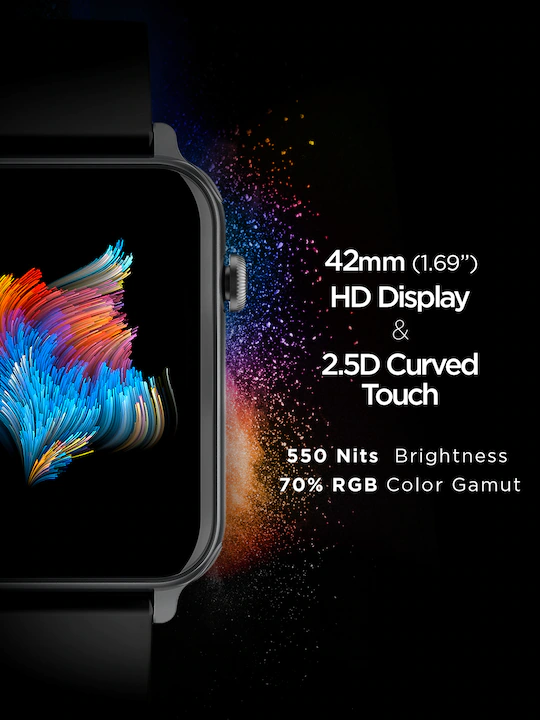 42mm (1.69”)
HD Display
&
2.5D Curved
Touch
550 Nits Brightness
70% RGB Color Gamut